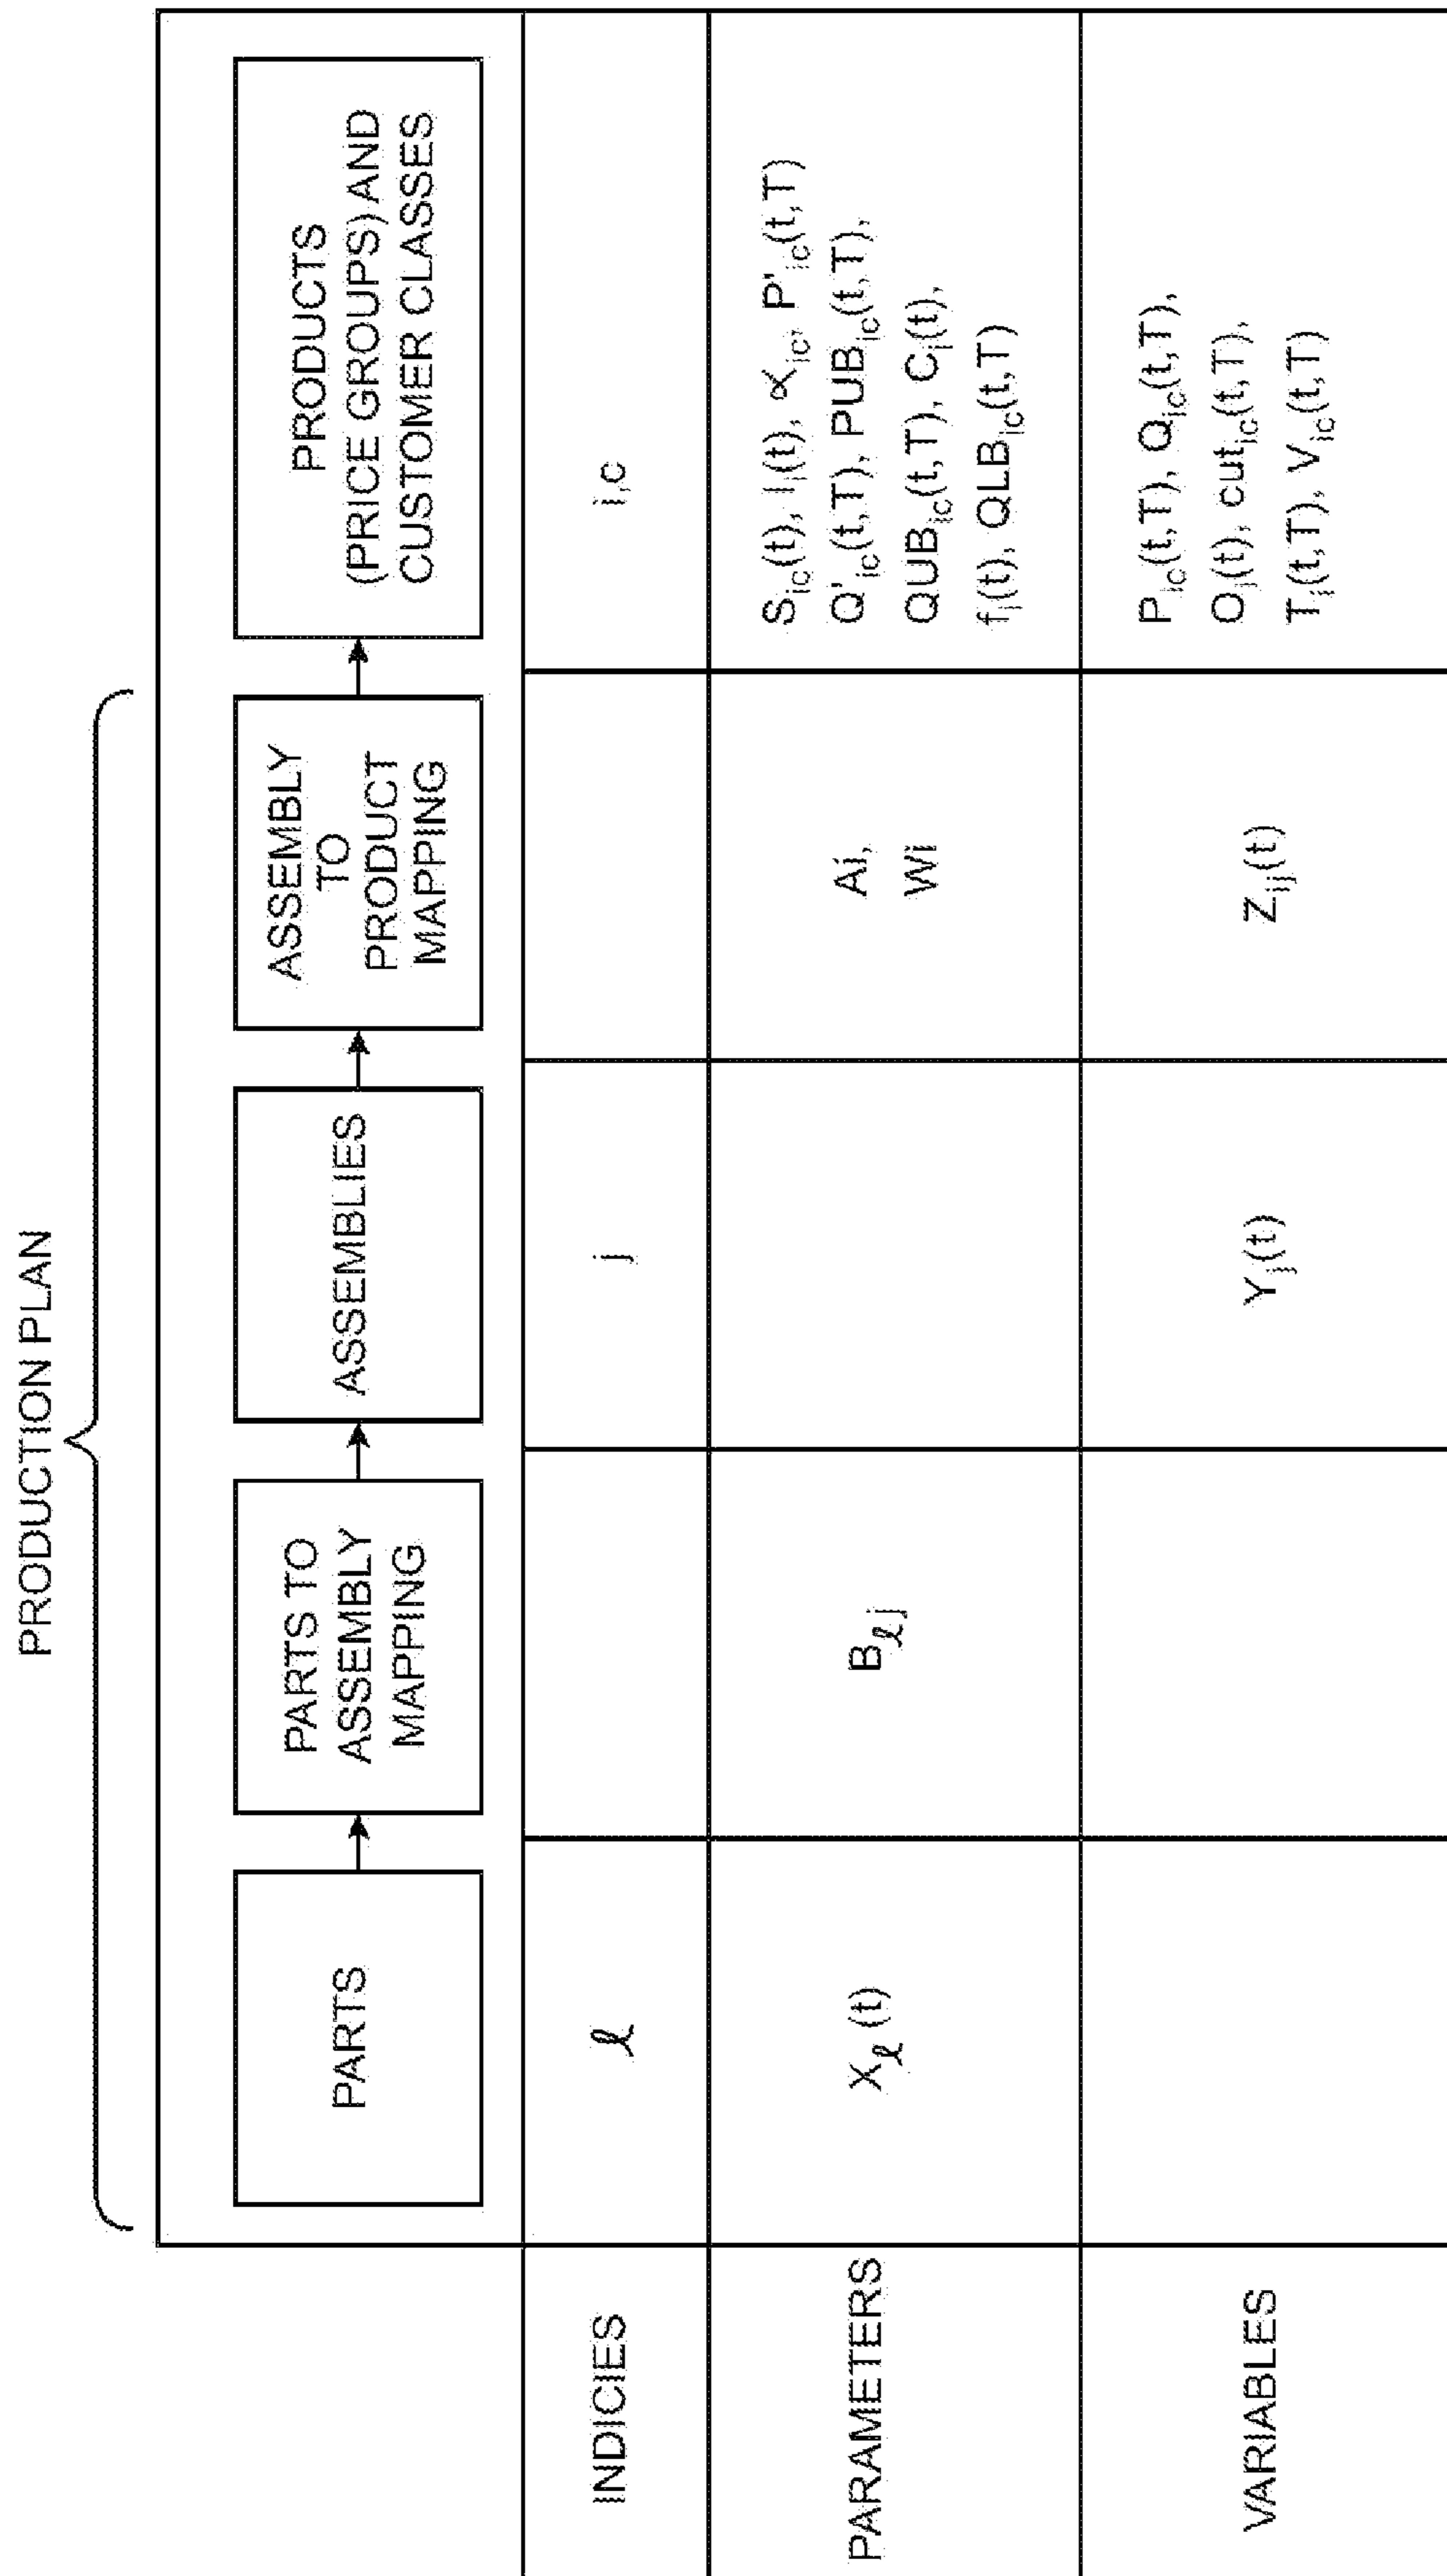 PRODUCTION PLAN
PARTS
PARTS TO
ASSEMBLY
MAPPING
ASSEMBLIES
ASSEMBLY
TO
PRODUCT
MAPPING
PRODUCTS
(PRICE GROUPS) AND
CUSTOMER CLASSES
INDICIES
ℓ
j
i,c
PARAMETERS
Xℓ (t)
Bℓj
Ai,
Wi
Sic(t), Ii(t), ∝ic, P'ic(t,T)
Q'ic(t,T), PUBic(t,T),
QUBic(t,T), Ci(t),
fi(t), QLBic(t,T)
VARIABLES
Yj(t)
Zij(t)
Pic(t,T), Qic(t,T),
Oi(t), cutic(t,T),
Ti(t,T), Vic(t,T)